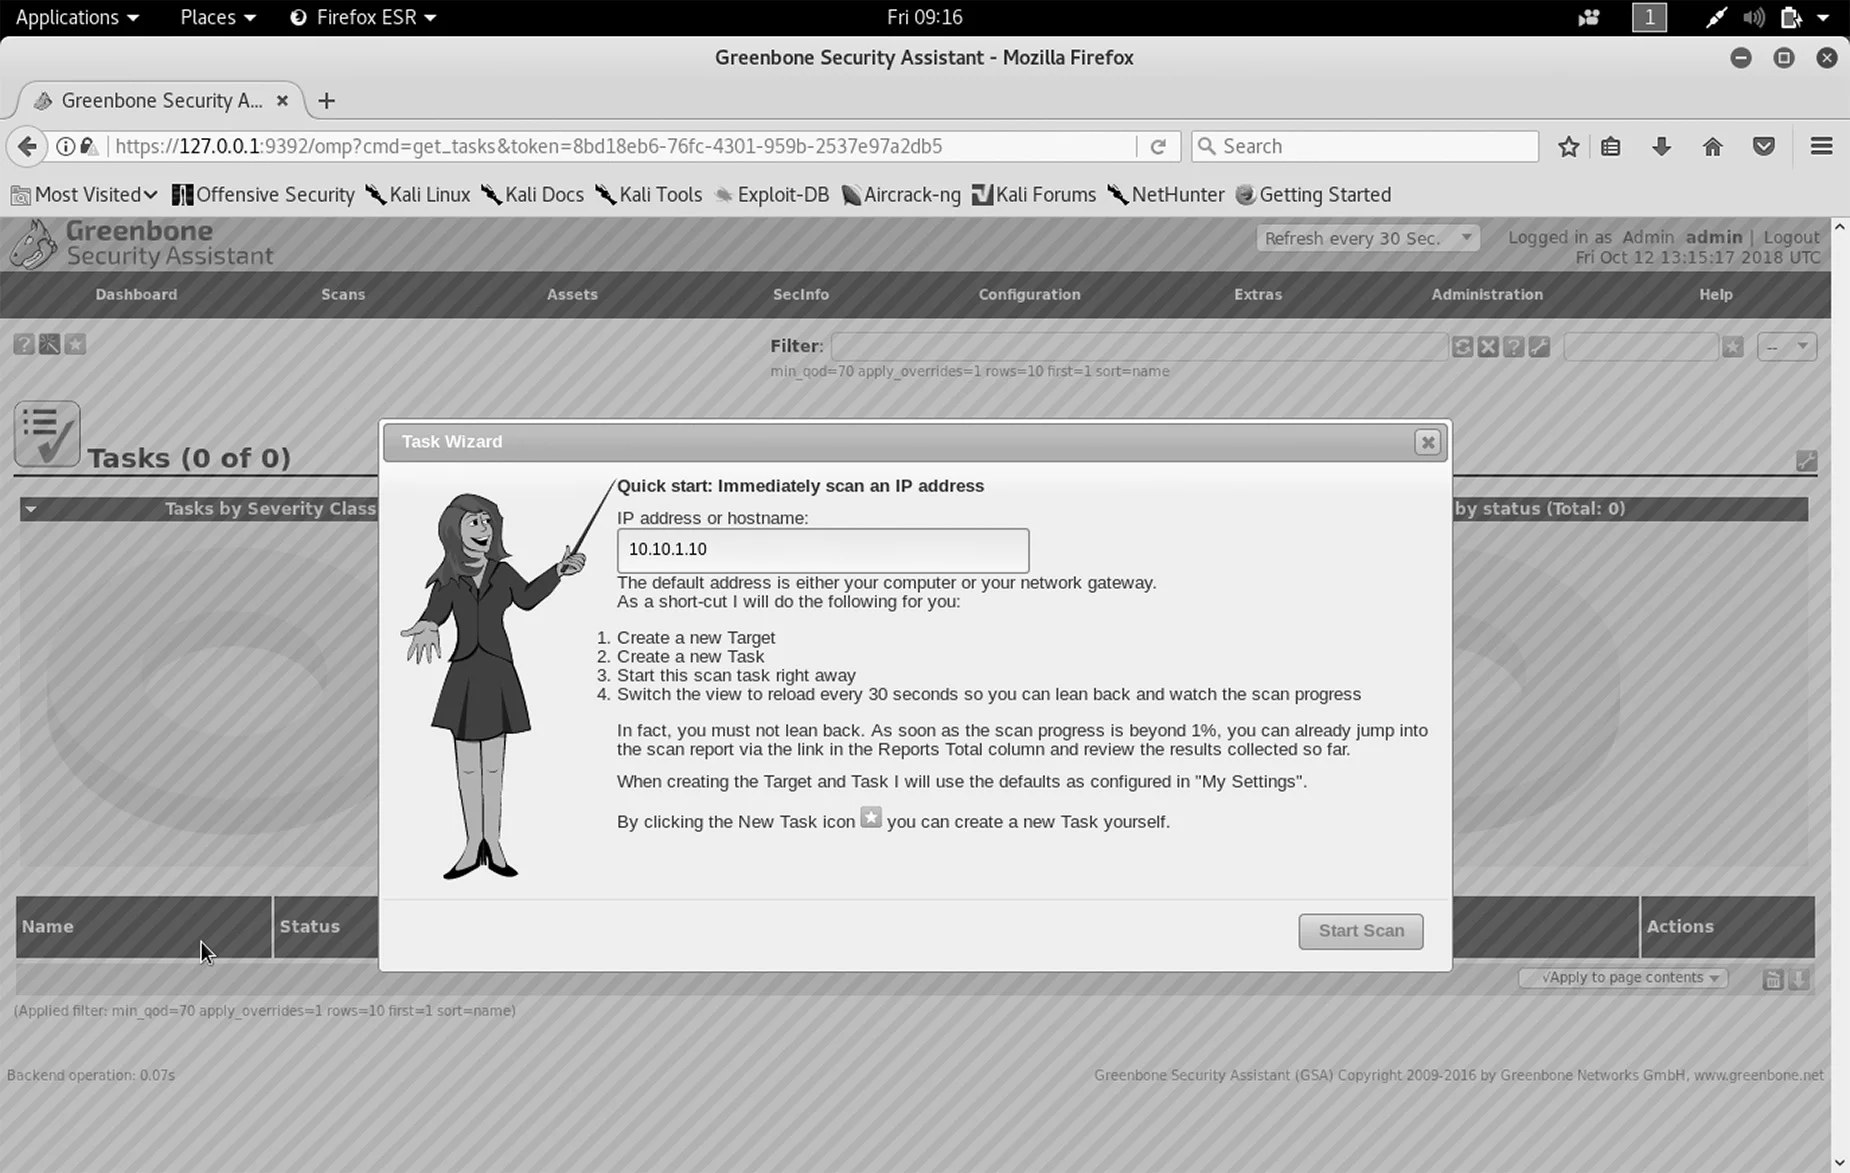 Applications Places Firefox ESR Fri 09:16 1
Greenbone Security Assistant - Mozilla Firefox
Greenbone Security A...
https://127.0.0.1:9392/omp?cmd=get_tasks&token=8bd18eb6-76fc-4301-959b-2537e97a2db5 Search
Most Visited Offensive Security Kali Linux Kali Docs Kali Tools Exploit-DB Aircrack-ng Kali Forums NetHunter Getting Started
Greenbone
Security Assistant
Refresh every 30 Sec. Logged in as Admin admin | Logout
Fri Oct 12 13:15:17 2018 UTC
Dashboard Scans Assets SecInfo Configuration Extras Administration Help
Filter: --
min_qod=70 apply_overrides=1 rows=10 first=1 sort=name
Tasks (0 of 0)
Tasks by Severity Class by status (Total: 0)
Task Wizard
Quick start: Immediately scan an IP address
IP address or hostname:
10.10.1.10
The default address is either your computer or your network gateway.
As a short-cut I will do the following for you:
1. Create a new Target
2. Create a new Task
3. Start this scan task right away
4. Switch the view to reload every 30 seconds so you can lean back and watch the scan progress
In fact, you must not lean back. As soon as the scan progress is beyond 1%, you can already jump into
the scan report via the link in the Reports Total column and review the results collected so far.
When creating the Target and Task I will use the defaults as configured in "My Settings".
By clicking the New Task icon you can create a new Task yourself.
Start Scan
Name Status Actions
√Apply to page contents
(Applied filter: min_qod=70 apply_overrides=1 rows=10 first=1 sort=name)
Backend operation: 0.07s Greenbone Security Assistant (GSA) Copyright 2009-2016 by Greenbone Networks GmbH, www.greenbone.net